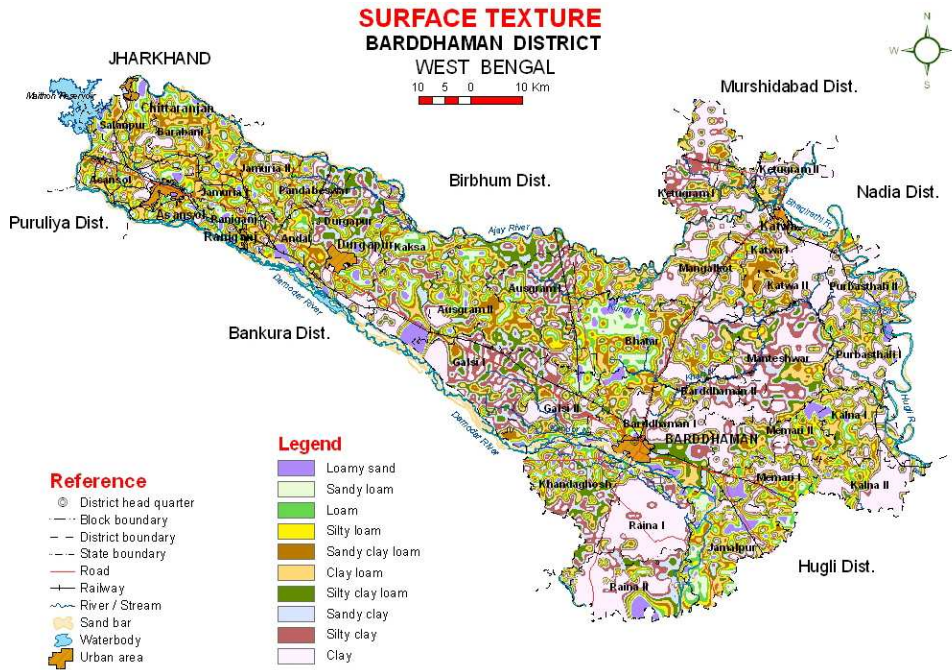 SURFACE TEXTURE
BARDDHAMAN DISTRICT
WEST BENGAL
10 5 0 10 Km
N
W E
S
JHARKHAND
Murshidabad Dist.
Birbhum Dist.
Nadia Dist.
Puruliya Dist.
Bankura Dist.
Hugli Dist.
Maithon Reservoir
Chittaranjan
Salanpur
Barabani
Asansol
Asansol
Jamuria II
Jamuria I
Pandabeswar
Raniganj
Raniganj
Andal
Durgapur
Durgapur
Kaksa
Ajay River
Damodar River
Damodar River
Ausgram I
Ausgram II
Ketugram I
Ketugram II
Bhagirathi R.
Katwa
Katwa I
Katwa II
Mangalkot
Purbasthali II
Purbasthali I
Bhatar
Manteshwar
Galsi I
Galsi II
Barddhaman II
Barddhaman I
BARDDHAMAN
Kalna I
Kalna II
Memari II
Memari I
Hugli R.
Khandaghosh
Raina I
Raina II
Jamalpur
Reference
District head quarter
Block boundary
District boundary
State boundary
Road
Railway
River / Stream
Sand bar
Waterbody
Urban area
Legend
Loamy sand
Sandy loam
Loam
Silty loam
Sandy clay loam
Clay loam
Silty clay loam
Sandy clay
Silty clay
Clay